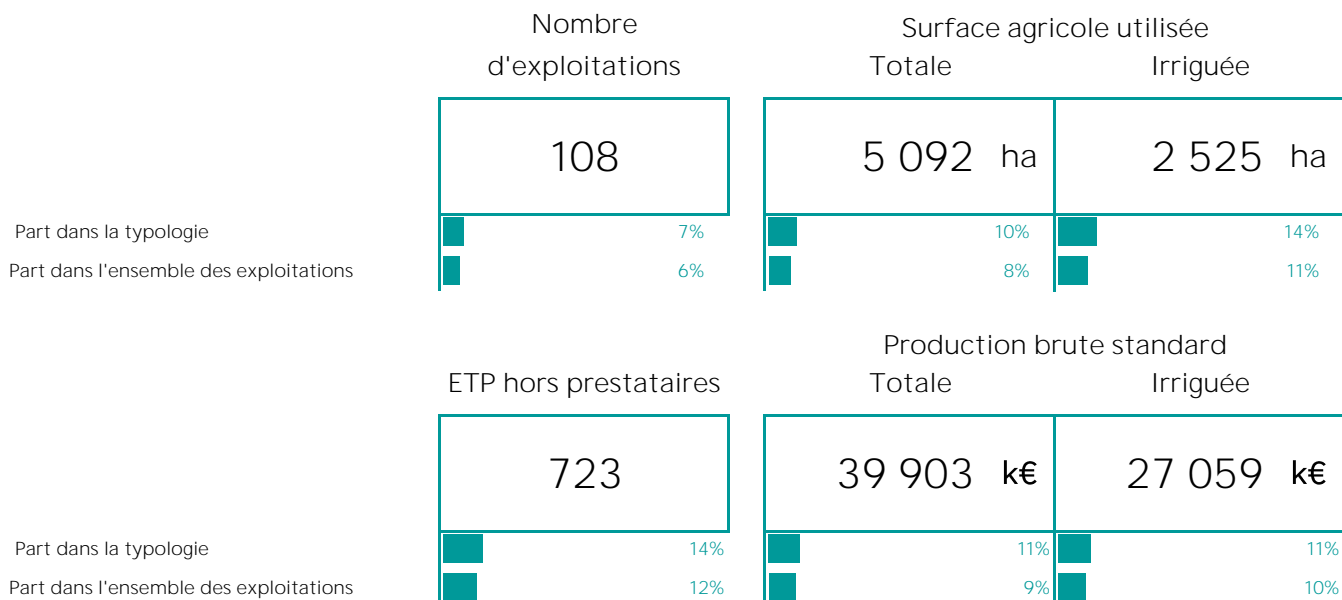 Nombre d'exploitations
Surface agricole utilisée
Totale Irriguée
108 5 092 ha 2 525 ha
Part dans la typologie 7% 10% 14%
Part dans l'ensemble des exploitations 6% 8% 11%
Production brute standard
ETP hors prestataires Totale Irriguée
723 39 903 k€ 27 059 k€
Part dans la typologie 14% 11% 11%
Part dans l'ensemble des exploitations 12% 9% 10%